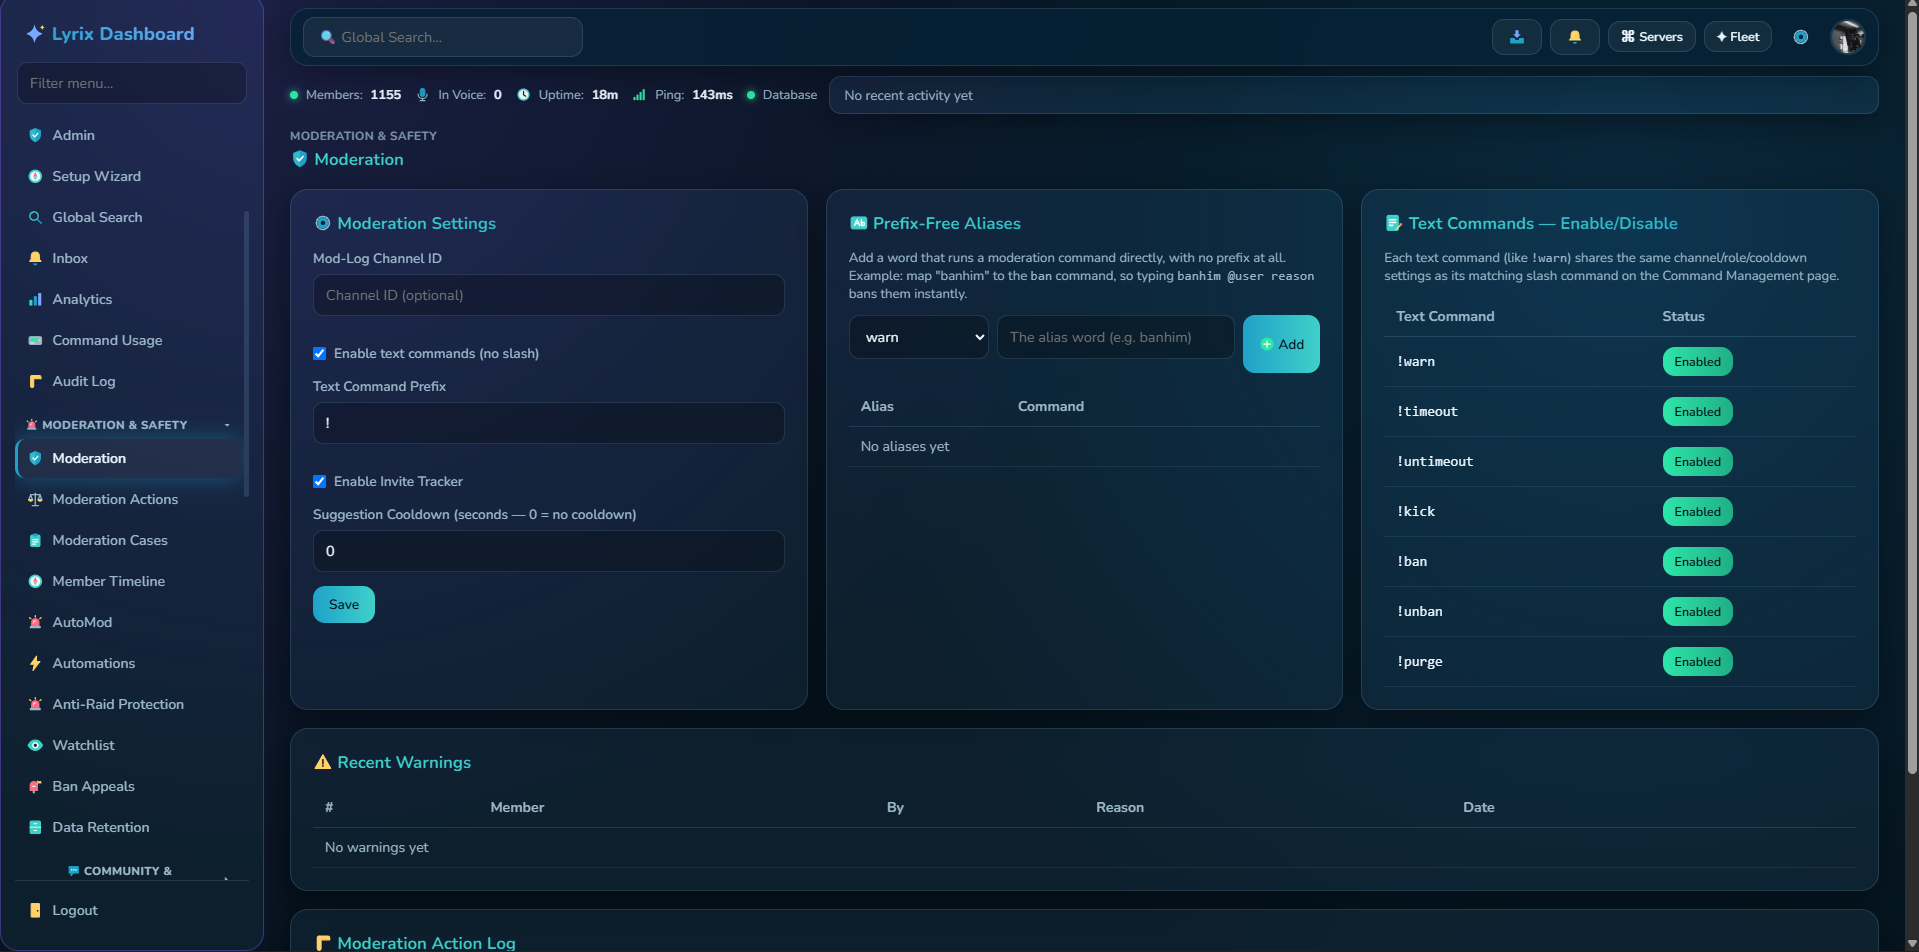 Lyrix Dashboard
Filter menu...
Admin
Setup Wizard
Global Search
Inbox
Analytics
Command Usage
Audit Log
MODERATION & SAFETY
Moderation
Moderation Actions
Moderation Cases
Member Timeline
AutoMod
Automations
Anti-Raid Protection
Watchlist
Ban Appeals
Data Retention
COMMUNITY &
Logout
Global Search...
Servers
Fleet
Members: 1155 In Voice: 0 Uptime: 18m Ping: 143ms Database
No recent activity yet
MODERATION & SAFETY
Moderation
Moderation Settings
Mod-Log Channel ID
Channel ID (optional)
Enable text commands (no slash)
Text Command Prefix
!
Enable Invite Tracker
Suggestion Cooldown (seconds — 0 = no cooldown)
0
Save
Ab Prefix-Free Aliases
Add a word that runs a moderation command directly, with no prefix at all.
Example: map "banhim" to the ban command, so typing banhim @user reason
bans them instantly.
warn
The alias word (e.g. banhim)
Add
Alias Command
No aliases yet
Text Commands — Enable/Disable
Each text command (like !warn) shares the same channel/role/cooldown
settings as its matching slash command on the Command Management page.
Text Command Status
!warn Enabled
!timeout Enabled
!untimeout Enabled
!kick Enabled
!ban Enabled
!unban Enabled
!purge Enabled
Recent Warnings
# Member By Reason Date
No warnings yet
Moderation Action Log